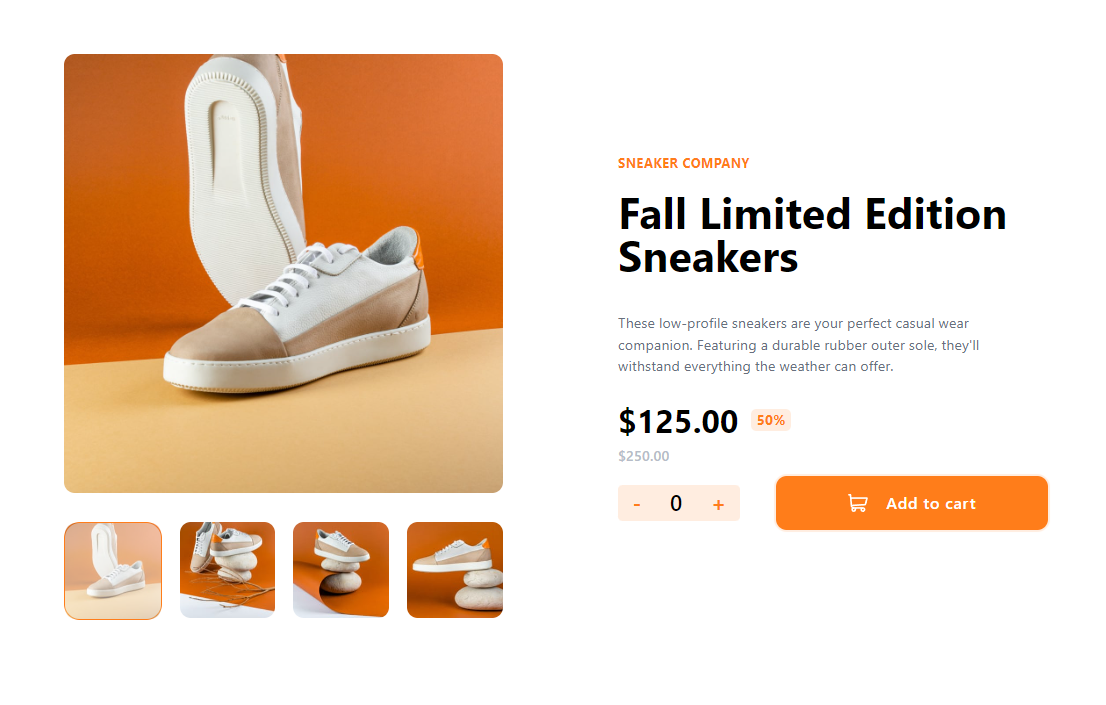 SNEAKER COMPANY
Fall Limited Edition
Sneakers
These low-profile sneakers are your perfect casual wear
companion. Featuring a durable rubber outer sole, they'll
withstand everything the weather can offer.
$125.00 50%
$250.00
- 0 + Add to cart